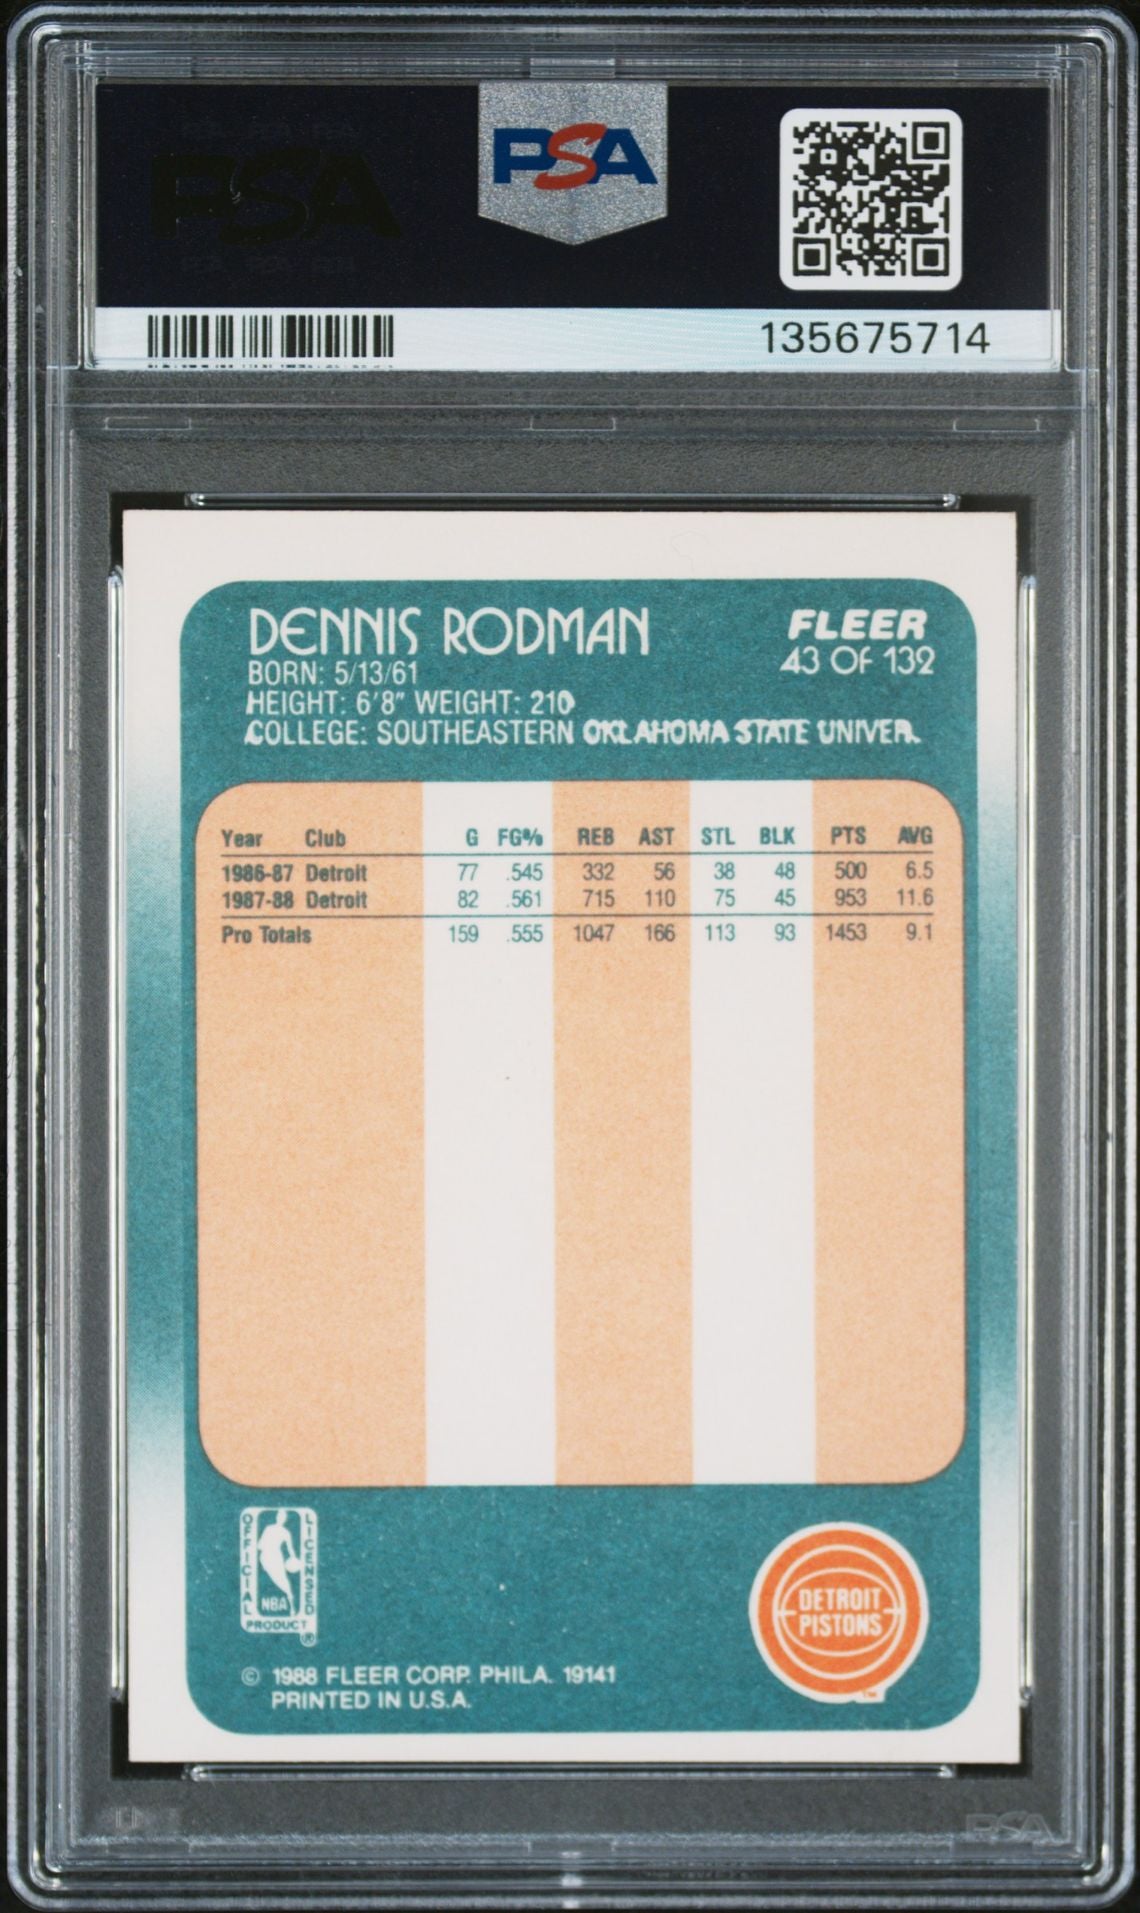 PSA
PSA
135675714
DENNIS RODMAN
FLEER
43 OF 132
BORN: 5/13/61
HEIGHT: 6'8" WEIGHT: 210
COLLEGE: SOUTHEASTERN OKLAHOMA STATE UNIVER.
Year Club G FG% REB AST STL BLK PTS AVG
1986-87 Detroit 77 .545 332 56 38 48 500 6.5
1987-88 Detroit 82 .561 715 110 75 45 953 11.6
Pro Totals 159 .555 1047 166 113 93 1453 9.1
OFFICIAL LICENSED
NBA
PRODUCT
®
DETROIT
PISTONS
TM
© 1988 FLEER CORP. PHILA. 19141
PRINTED IN U.S.A.
PSA